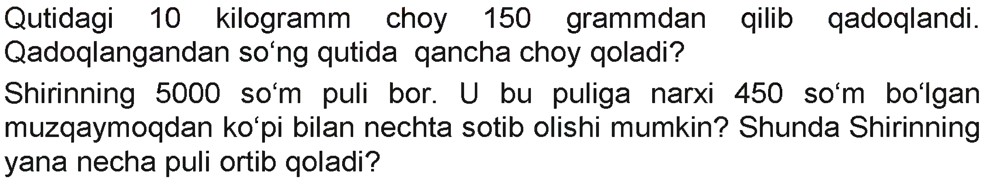 Qutidagi 10 kilogramm choy 150 grammdan qilib qadoqlandi.
Qadoqlangandan so‘ng qutida qancha choy qoladi?
Shirinning 5000 so‘m puli bor. U bu puliga narxi 450 so‘m bo‘lgan
muzqaymoqdan ko‘pi bilan nechta sotib olishi mumkin? Shunda Shirinning
yana necha puli ortib qoladi?